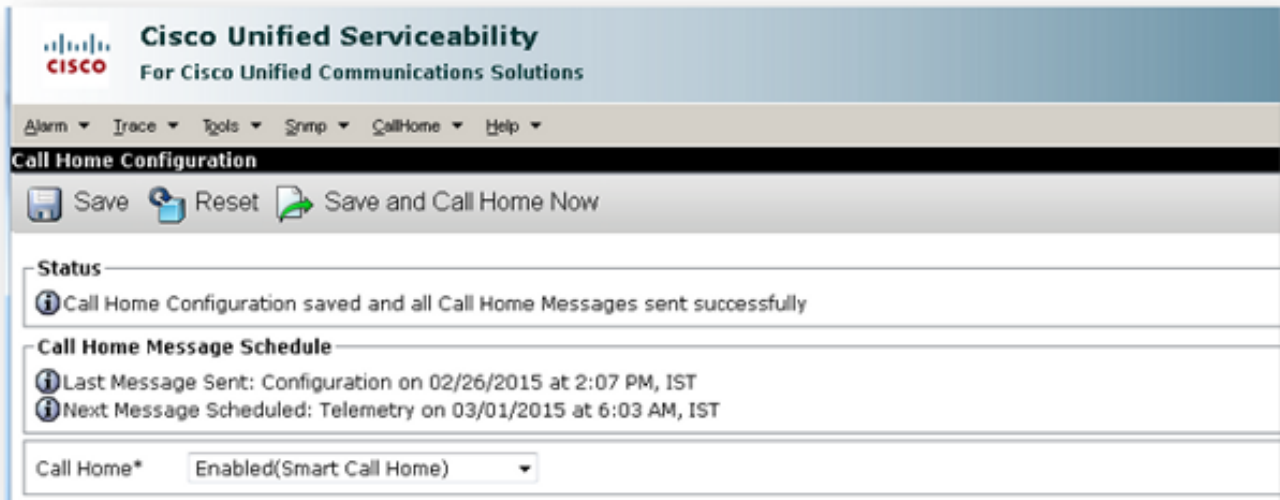 Cisco Unified Serviceability
CISCO
For Cisco Unified Communications Solutions
Alarm Trace Tools Snmp CallHome Help
Call Home Configuration
Save Reset Save and Call Home Now
Status
Call Home Configuration saved and all Call Home Messages sent successfully
Call Home Message Schedule
Last Message Sent: Configuration on 02/26/2015 at 2:07 PM, IST
Next Message Scheduled: Telemetry on 03/01/2015 at 6:03 AM, IST
Call Home* Enabled(Smart Call Home)